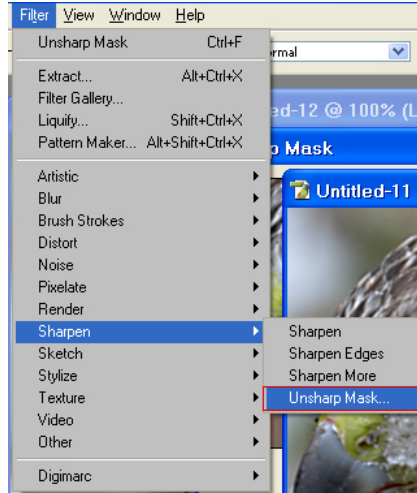 Filter View Window Help
Unsharp Mask Ctrl+F
rmal
Extract... Alt+Ctrl+X
Filter Gallery...
Liquify... Shift+Ctrl+X
Pattern Maker... Alt+Shift+Ctrl+X
ed-12 @ 100% (L
p Mask
Artistic
Blur
Untitled-11
Brush Strokes
Distort
Noise
Pixelate
Render
Sharpen
Sharpen
Sketch
Sharpen Edges
Stylize
Sharpen More
Texture
Unsharp Mask...
Video
Other
Digimarc